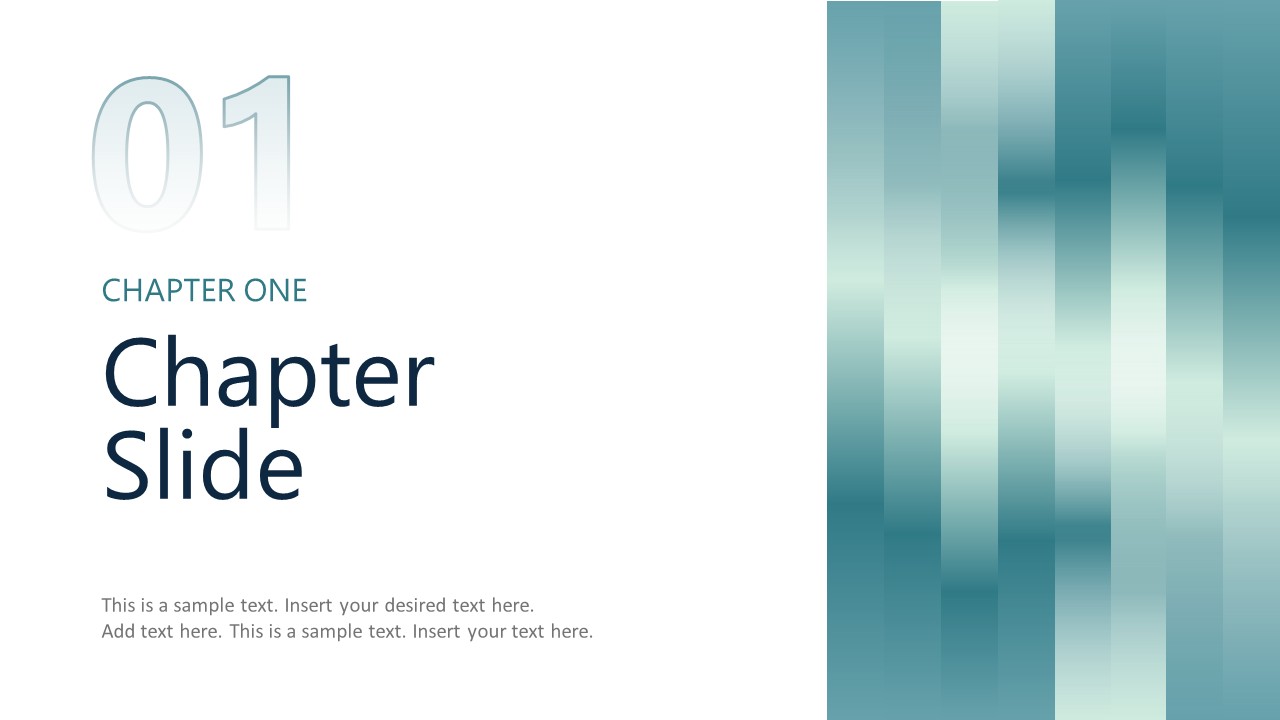 01
CHAPTER ONE
Chapter
Slide
This is a sample text. Insert your desired text here.
Add text here. This is a sample text. Insert your text here.